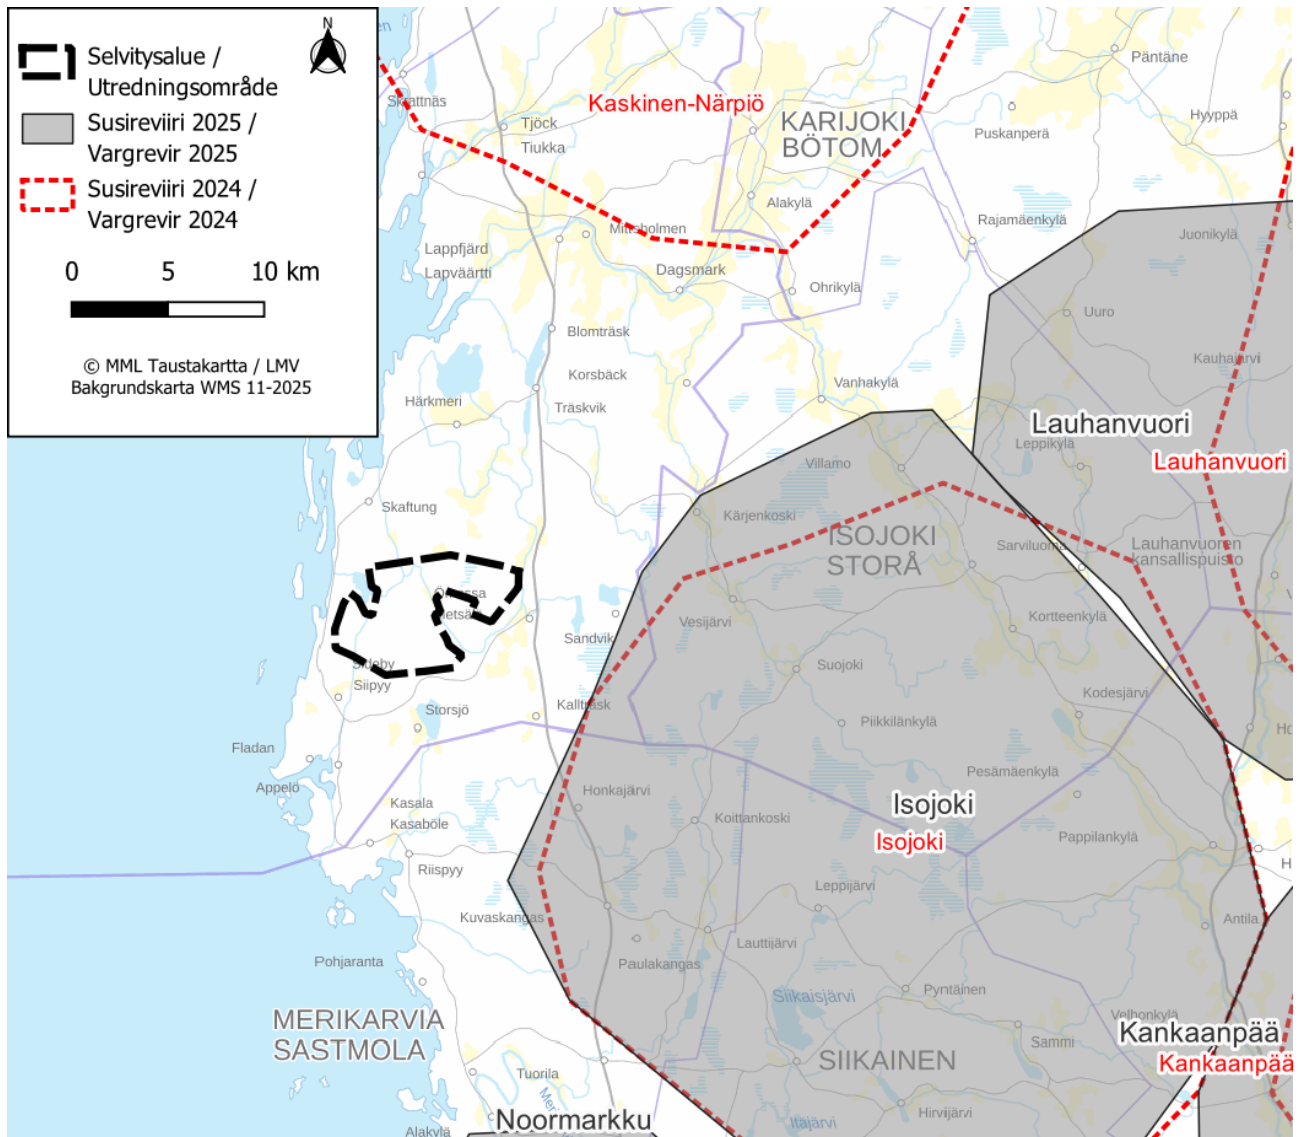 Selvitysalue /
Utredningsområde
Susireviiri 2025 /
Vargrevir 2025
Susireviiri 2024 /
Vargrevir 2024
0 5 10 km
© MML Taustakartta / LMV
Bakgrundskarta WMS 11-2025
N
Skrattnäs
Tjöck
Tiukka
Kaskinen-Närpiö
KARIJOKI
BÖTOM
Päntäne
Hyyppä
Puskanperä
Alakylä
Rajamäenkylä
Juonikylä
Mittsholmen
Lappfjärd
Lapväärtti
Dagsmark
Ohrikylä
Uuro
Blomträsk
Kauhajärvi
Korsbäck
Vanhakylä
Härkmeri
Träskvik
Lauhanvuori
Leppikylä
Lauhanvuori
Villamo
Skaftung
Kärjenkoski
ISOJOKI
STORÅ
Sarviluoma
Lauhanvuoren
kansallispuisto
Kortteenkylä
Vesijärvi
Sandvik
Sideby
Siipyy
Suojoki
Kodesjärvi
Storsjö
Kallträsk
Piikkilänkylä
Fladan
Appelö
Pesämäenkylä
Honkajärvi
Isojoki
Isojoki
Kasala
Kasaböle
Koittankoski
Pappilankylä
Riispyy
Leppijärvi
Kuvaskangas
Antila
Lauttijärvi
Pohjaranta
Paulakangas
Pyntäinen
Siikaisjärvi
MERIKARVIA
SASTMOLA
Velhonkylä
Kankaanpää
Kankaanpää
Sammi
SIIKAINEN
Tuorila
Noormarkku
Itäjärvi
Hirvijärvi
Alakylä